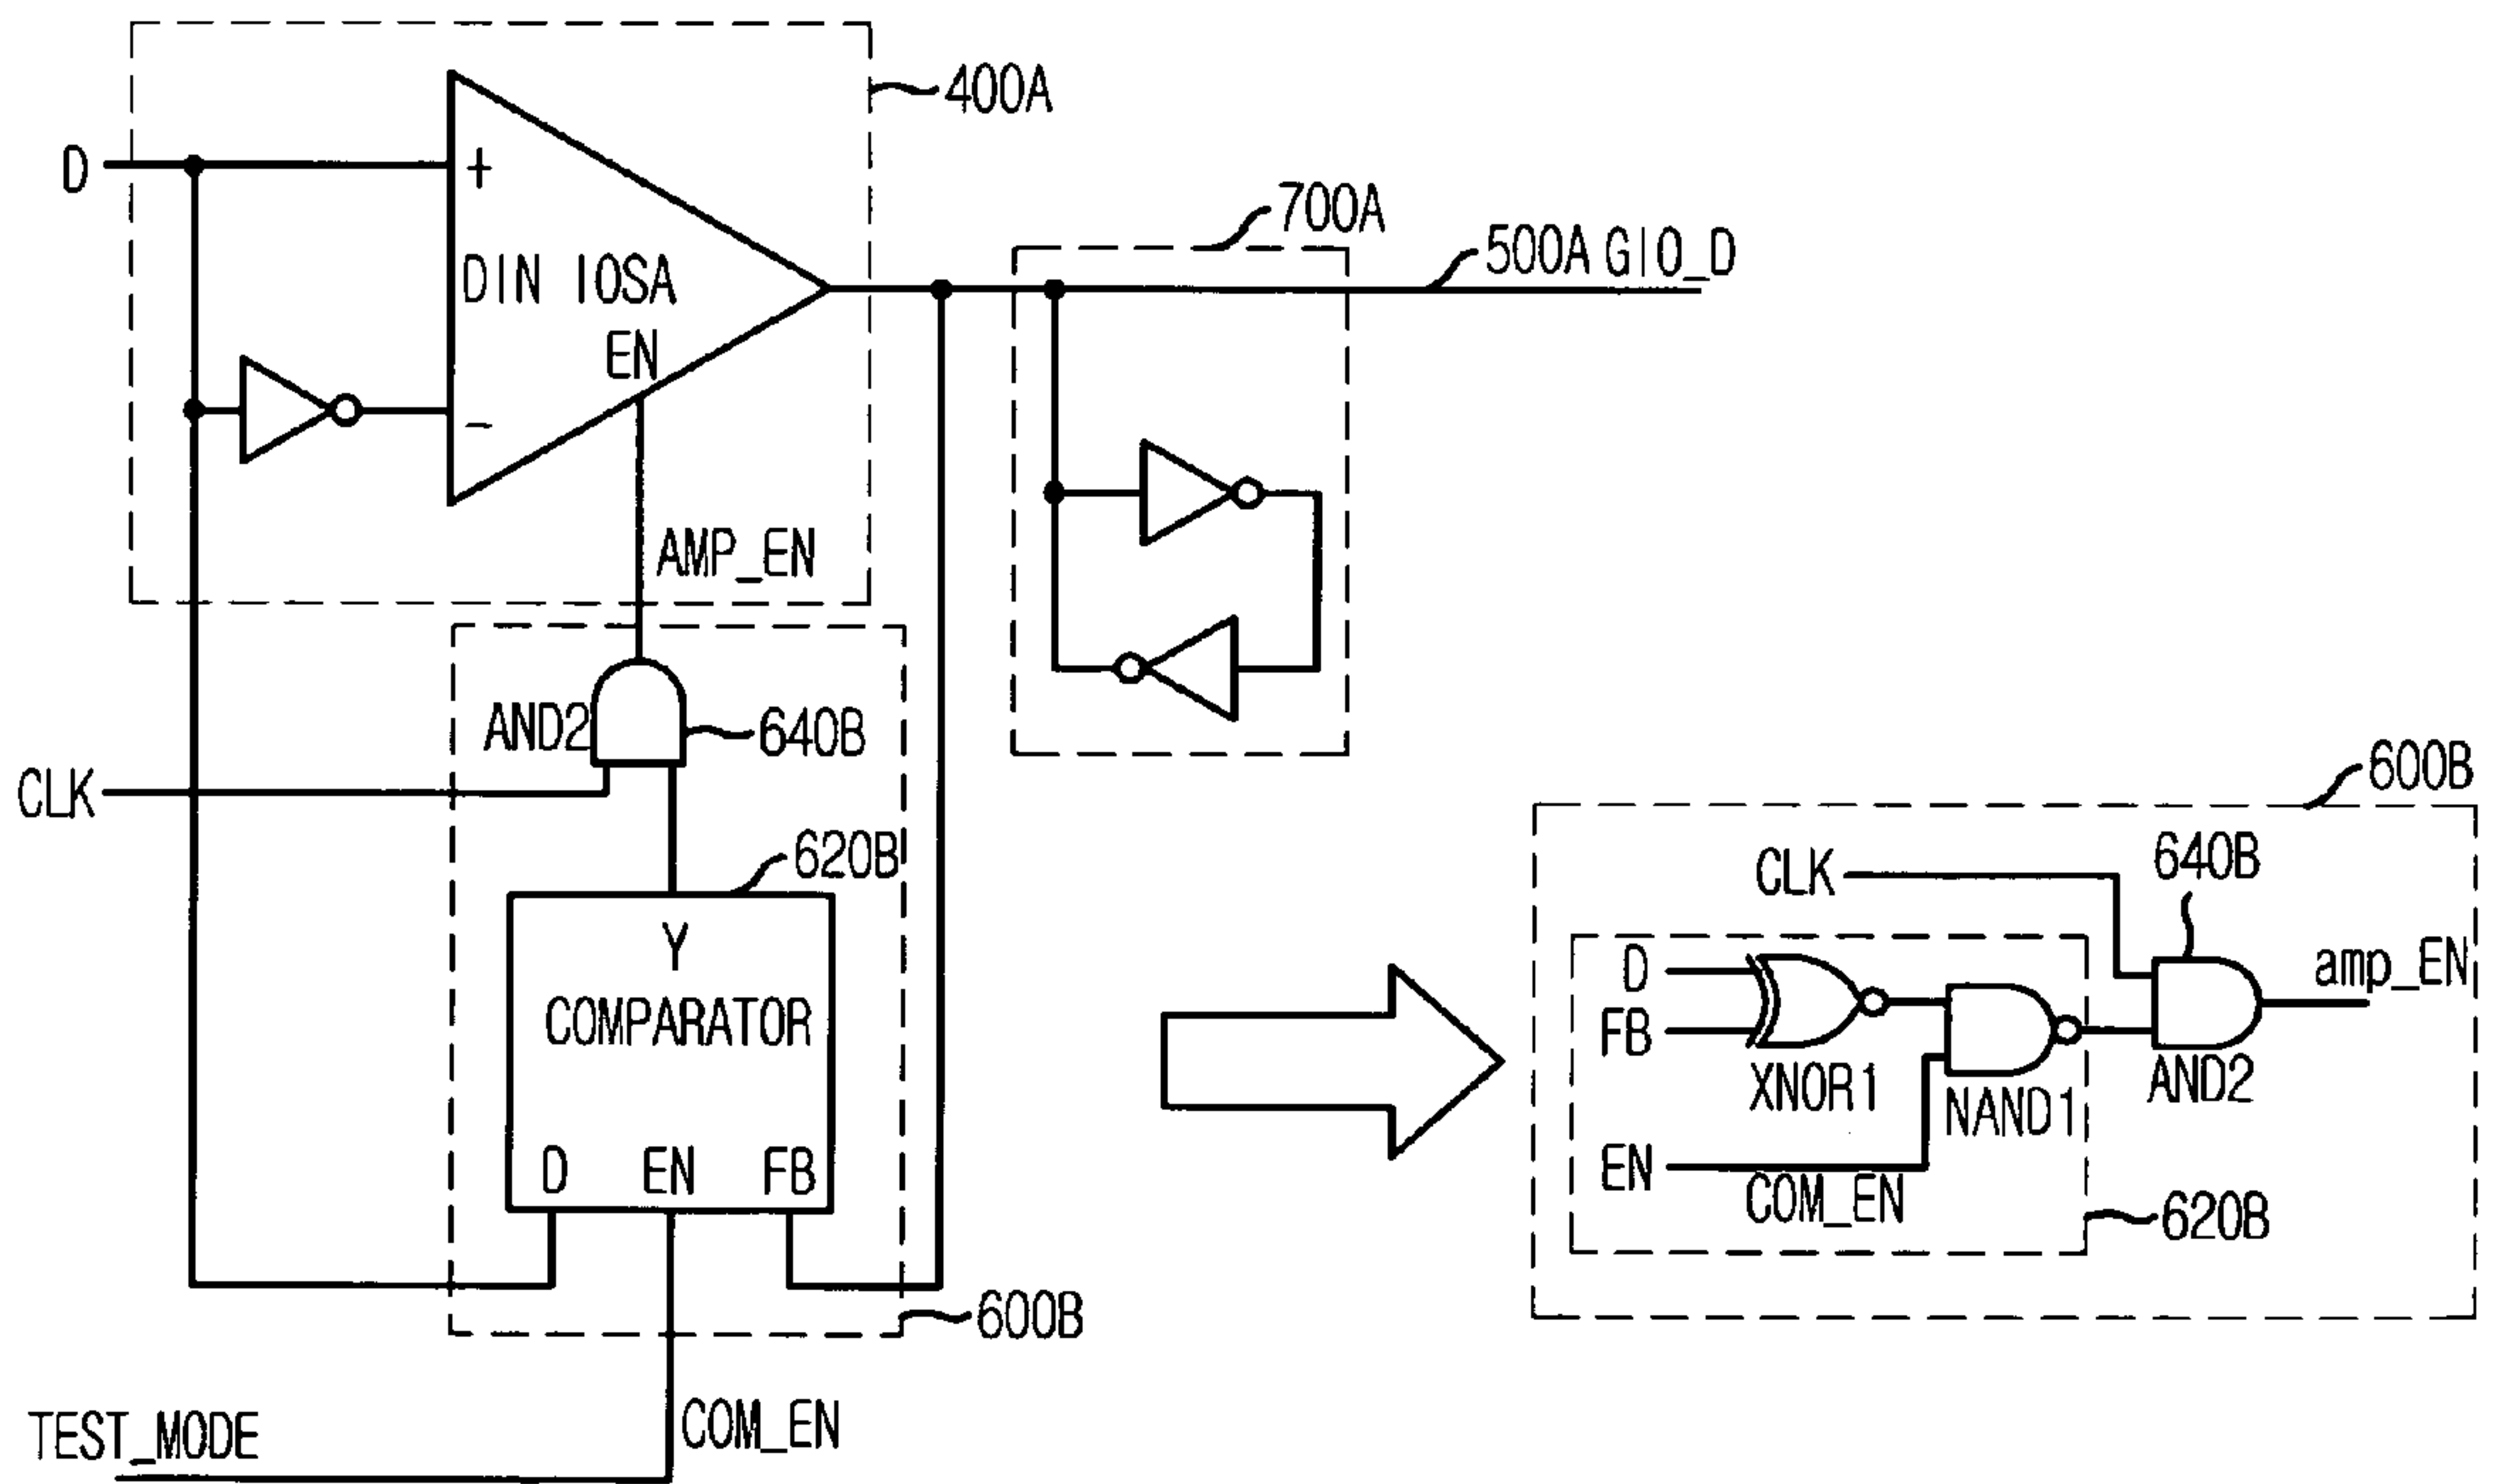 400A
D
+
700A
500A GIO_D
DIN IOSA
EN
-
AMP_EN
AND2
640B
CLK
600B
620B
CLK
640B
Y
D
amp_EN
COMPARATOR
FB
XNOR1
NAND1
AND2
D EN FB
EN
COM_EN
620B
600B
TEST_MODE
COM_EN